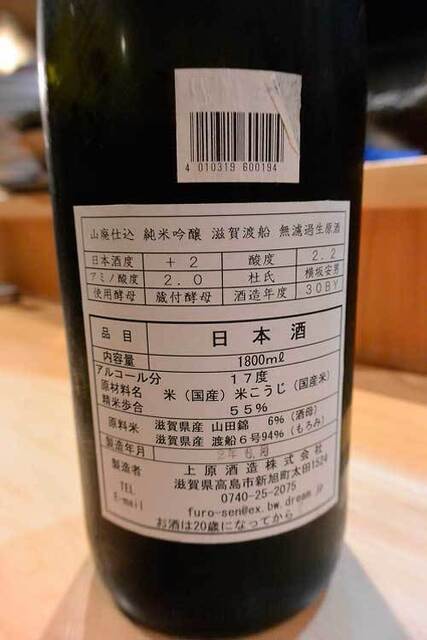 4 010319 600194
山廃仕込 純米吟醸 滋賀渡船 無濾過生原酒
日本酒度 +2 酸度 2.2
アミノ酸度 2.0 杜氏 横坂安男
使用酵母 蔵付酵母 酒造年度 30BY
品目 日本酒
内容量 1800mℓ
アルコール分 17度
原材料名 米(国産)米こうじ(国産米)
精米歩合 55%
原料米 滋賀県産 山田錦 6%(酒母)
滋賀県産 渡船6号94%(もろみ)
製造年月
製造者 上原酒造株式会社
滋賀県高島市新旭町太田1524
TEL 0740-25-2075
E-mail furo-sen@ex.bw.dream.jp
お酒は20歳になってから